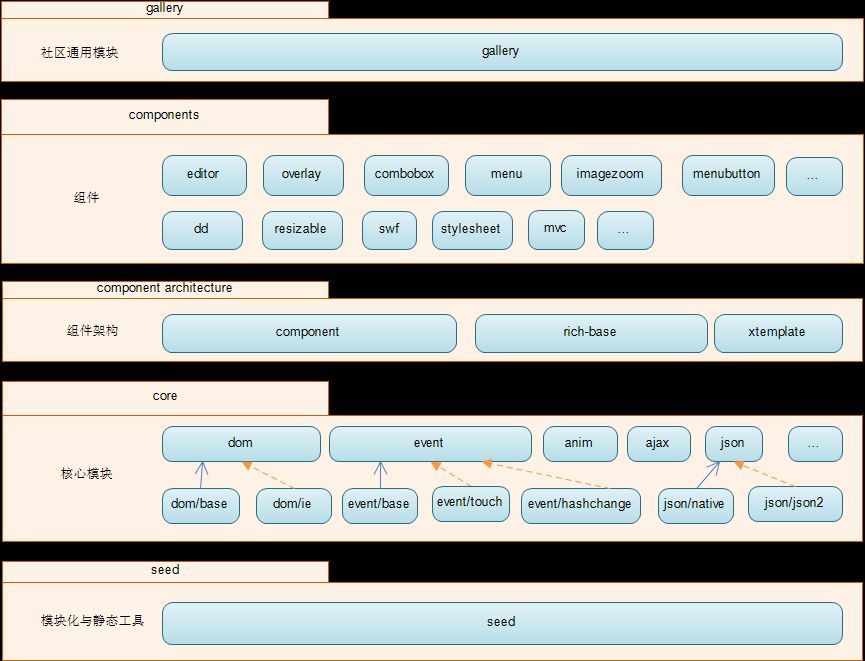 gallery
社区通用模块
gallery
components
组件
editor
overlay
combobox
menu
imagezoom
menubutton
...
dd
resizable
swf
stylesheet
mvc
...
component architecture
组件架构
component
rich-base
xtemplate
core
核心模块
dom
event
anim
ajax
json
...
dom/base
dom/ie
event/base
event/touch
event/hashchange
json/native
json/json2
seed
模块化与静态工具
seed